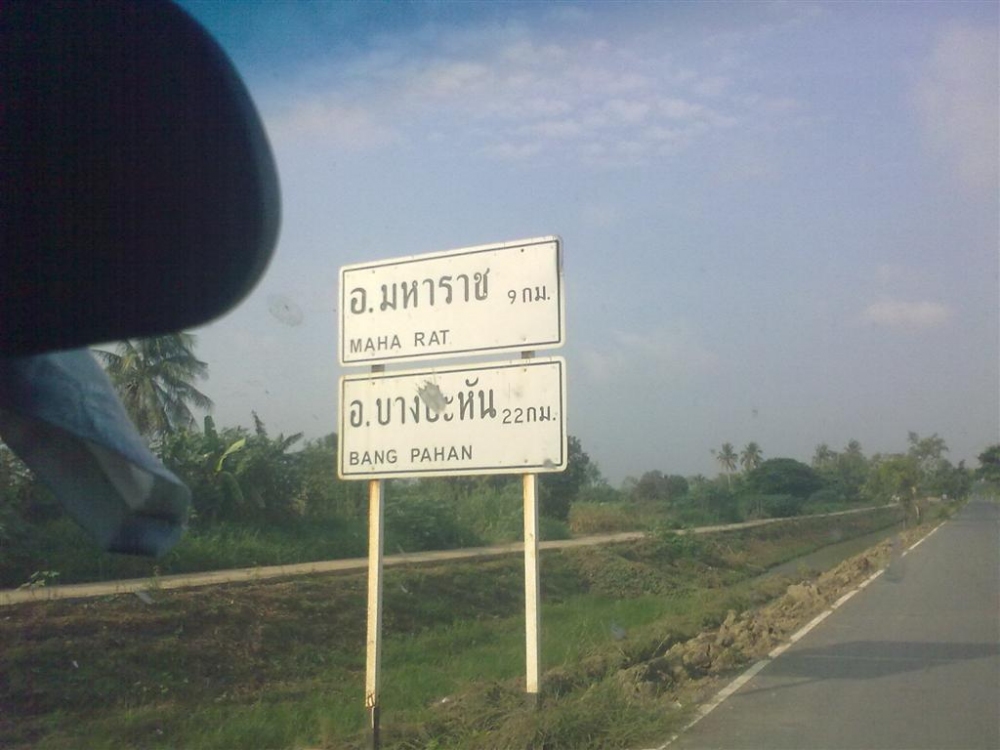 อ.มหาราช 9 กม.
MAHA RAT
อ.บางปะหัน 22 กม.
BANG PAHAN